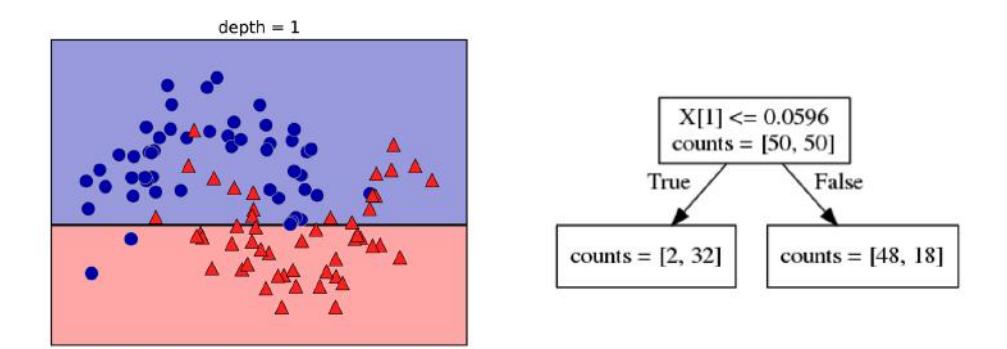 depth = 1
X[1] <= 0.0596
counts = [50, 50]
True
False
counts = [2, 32]
counts = [48, 18]